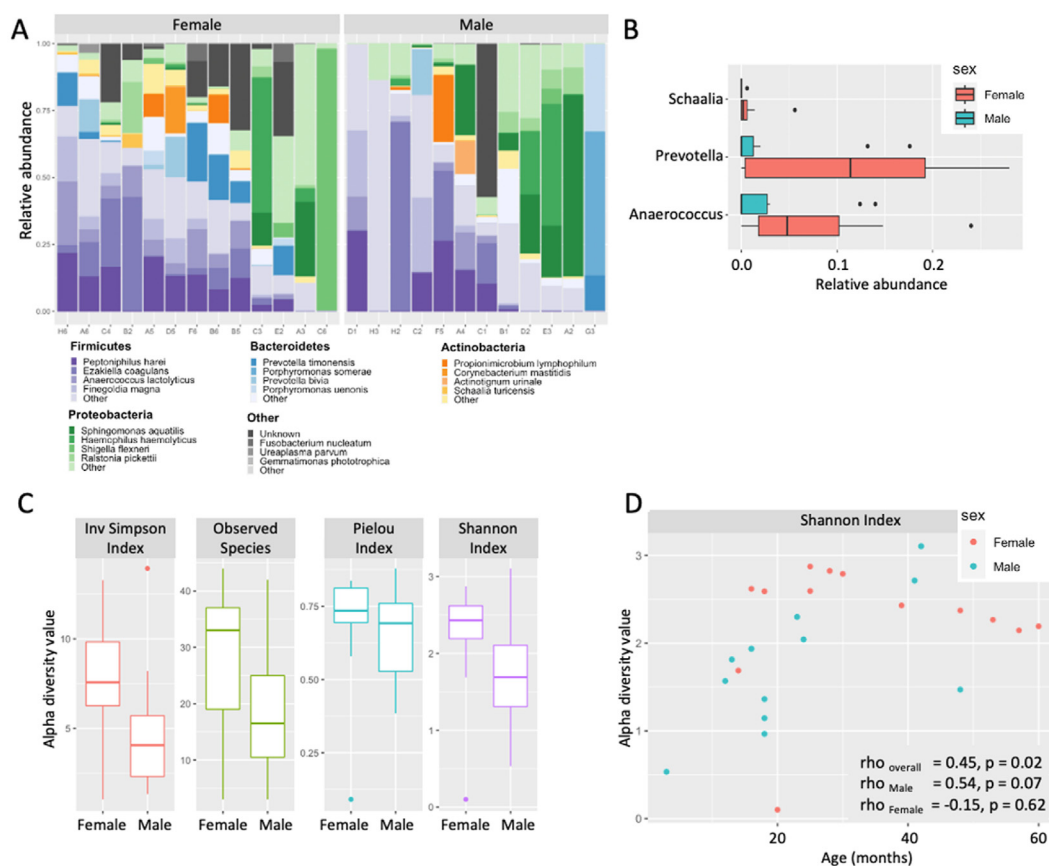 A
Female
Male
Relative abundance
1.00
0.75
0.50
0.25
0.00
H6 A6 C4 B2 A5 D5 F6 B6 B5 C3 E2 A3 C6
D1 H3 H2 C2 F5 A4 C1 B1 D2 E3 A2 G3
Firmicutes
Peptoniphilus harei
Ezakiella coagulans
Anaerococcus lactolyticus
Finegoldia magna
Other
Bacteroidetes
Prevotella timonensis
Porphyromonas somerae
Prevotella bivia
Porphyromonas uenonis
Other
Actinobacteria
Propionimicrobium lymphophilum
Corynebacterium mastitidis
Actinotignum urinale
Schaalia turicensis
Other
Proteobacteria
Sphingomonas aquatilis
Haemophilus haemolyticus
Shigella flexneri
Ralstonia pickettii
Other
Other
Unknown
Fusobacterium nucleatum
Ureaplasma parvum
Gemmatimonas phototrophica
Other
B
sex
Female
Male
Schaalia
Prevotella
Anaerococcus
0.0 0.1 0.2
Relative abundance
C
Inv Simpson
Index
Observed
Species
Pielou
Index
Shannon
Index
Alpha diversity value
10
5
40
30
20
10
0.75
0.50
0.25
3
2
1
0
Female Male Female Male Female Male Female Male
D
Shannon Index
sex
Female
Male
Alpha diversity value
3
2
1
0
rho overall = 0.45, p = 0.02
rho Male = 0.54, p = 0.07
rho Female = -0.15, p = 0.62
20 40 60
Age (months)